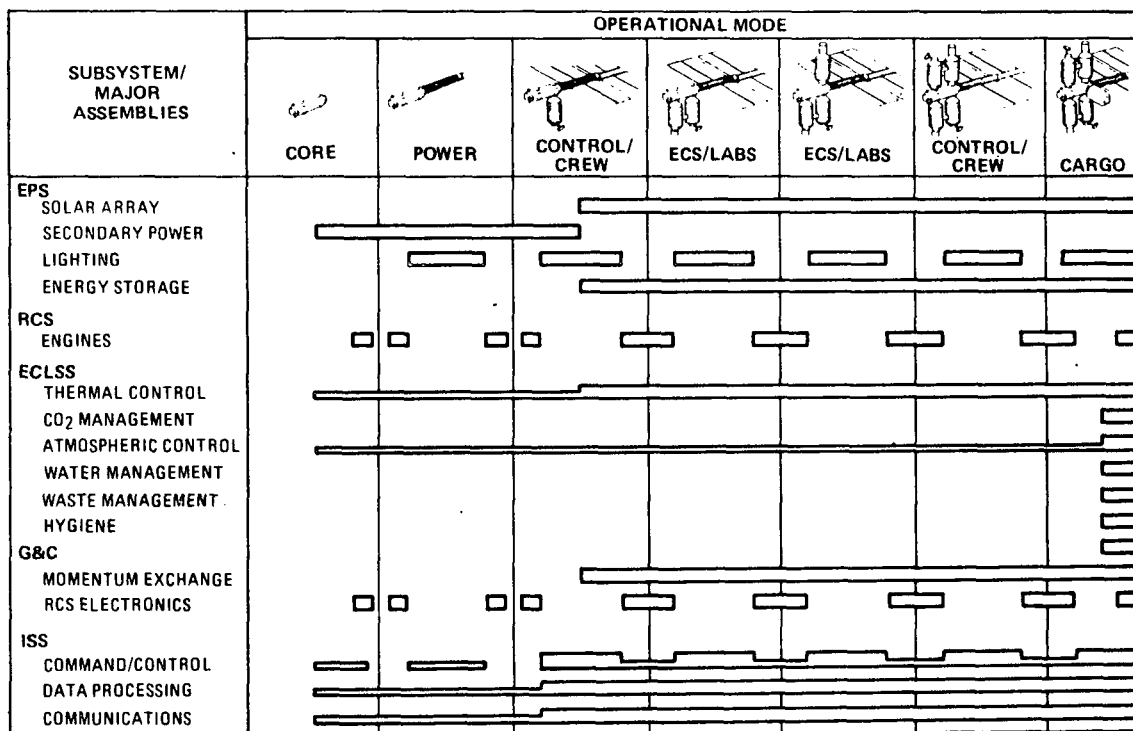 OPERATIONAL MODE
SUBSYSTEM/
MAJOR
ASSEMBLIES
CORE
POWER
CONTROL/
CREW
ECS/LABS
ECS/LABS
CONTROL/
CREW
CARGO
EPS
SOLAR ARRAY
SECONDARY POWER
LIGHTING
ENERGY STORAGE
RCS
ENGINES
ECLSS
THERMAL CONTROL
CO2 MANAGEMENT
ATMOSPHERIC CONTROL
WATER MANAGEMENT
WASTE MANAGEMENT
HYGIENE
G&C
MOMENTUM EXCHANGE
RCS ELECTRONICS
ISS
COMMAND/CONTROL
DATA PROCESSING
COMMUNICATIONS